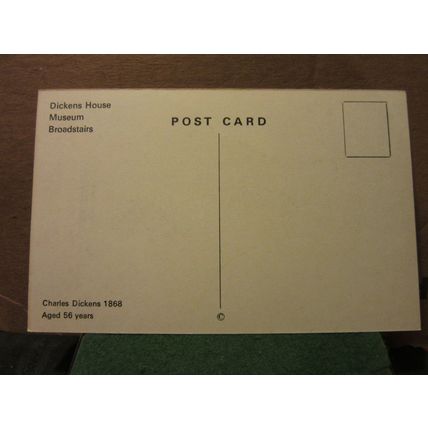 Dickens House
Museum
Broadstairs
POST CARD
Charles Dickens 1868
Aged 56 years
©